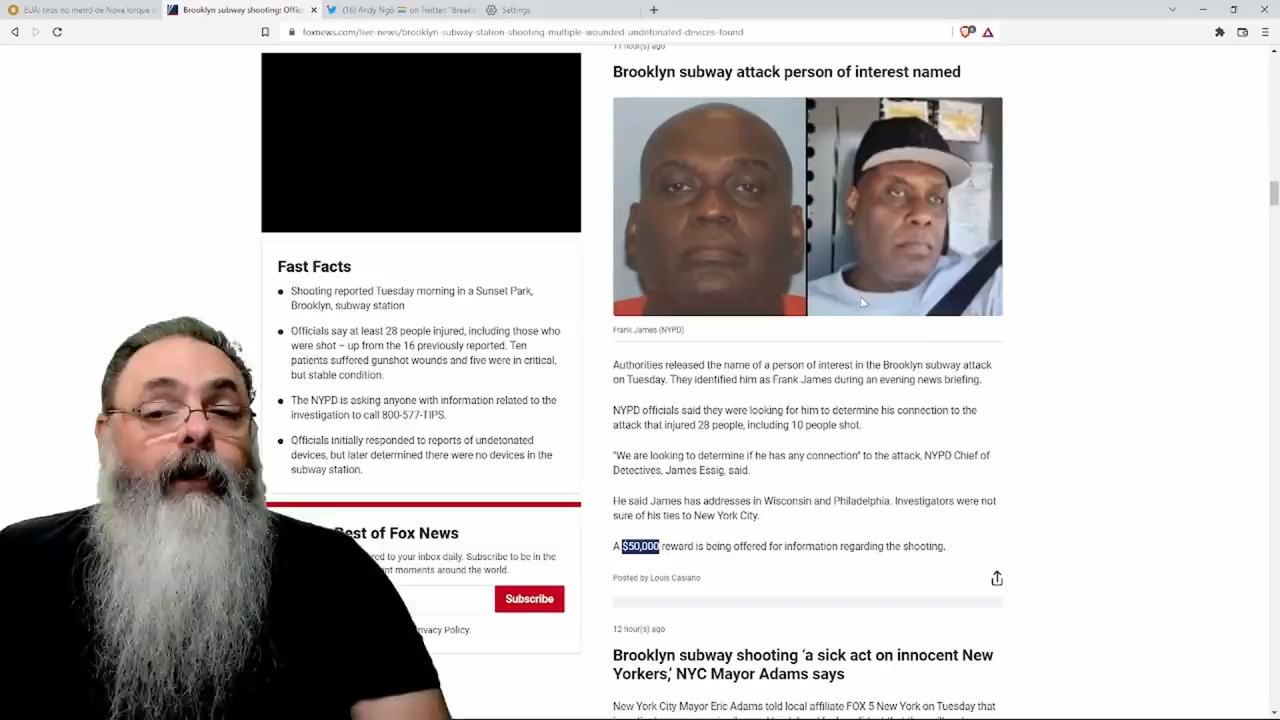 EUA: tiros no metrô de Nova Iorque d
Brooklyn subway shooting: Offi
(16) Andy Ngô on Twitter: "Breaki
Settings
foxnews.com/live-news/brooklyn-subway-station-shooting-multiple-wounded-undetonated-devices-found
Fast Facts
Shooting reported Tuesday morning in a Sunset Park,
Brooklyn, subway station
Officials say at least 28 people injured, including those who
were shot – up from the 16 previously reported. Ten
patients suffered gunshot wounds and five were in critical,
but stable condition.
The NYPD is asking anyone with information related to the
investigation to call 800-577-TIPS.
Officials initially responded to reports of undetonated
devices, but later determined there were no devices in the
subway station.
Best of Fox News
to your inbox daily. Subscribe to be in the
moments around the world.
Subscribe
Policy.
11 hour(s) ago
Brooklyn subway attack person of interest named
Frank James (NYPD)
Authorities released the name of a person of interest in the Brooklyn subway attack
on Tuesday. They identified him as Frank James during an evening news briefing.
NYPD officials said they were looking for him to determine his connection to the
attack that injured 28 people, including 10 people shot.
"We are looking to determine if he has any connection" to the attack, NYPD Chief of
Detectives, James Essig, said.
He said James has addresses in Wisconsin and Philadelphia. Investigators were not
sure of his ties to New York City.
A $50,000 reward is being offered for information regarding the shooting.
Posted by Louis Casiano
12 hour(s) ago
Brooklyn subway shooting 'a sick act on innocent New
Yorkers,' NYC Mayor Adams says
New York City Mayor Eric Adams told local affiliate FOX 5 New York on Tuesday that